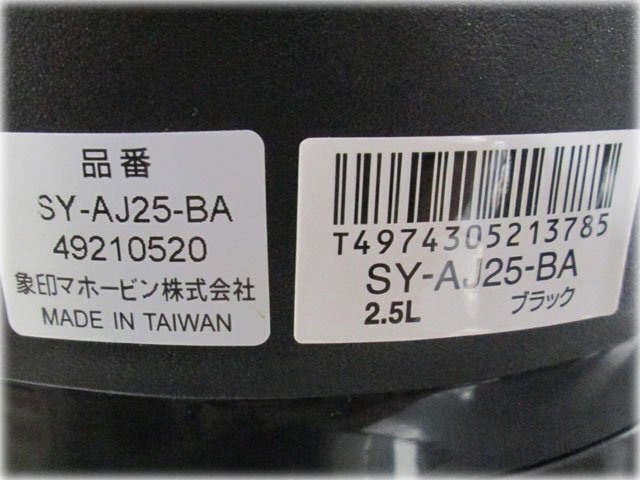 品番
SY-AJ25-BA
49210520
象印マホービン株式会社
MADE IN TAIWAN
T4974305213785
SY-AJ25-BA
2.5L ブラック